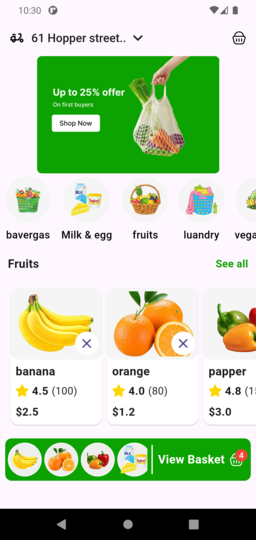 10:30
61 Hopper street..
Up to 25% offer
On first buyers
Shop Now
bavergas Milk & egg fruits luandry vega
Fruits See all
banana orange papper
4.5 (100) 4.0 (80) 4.8 (15
$2.5 $1.2 $3.0
View Basket 4